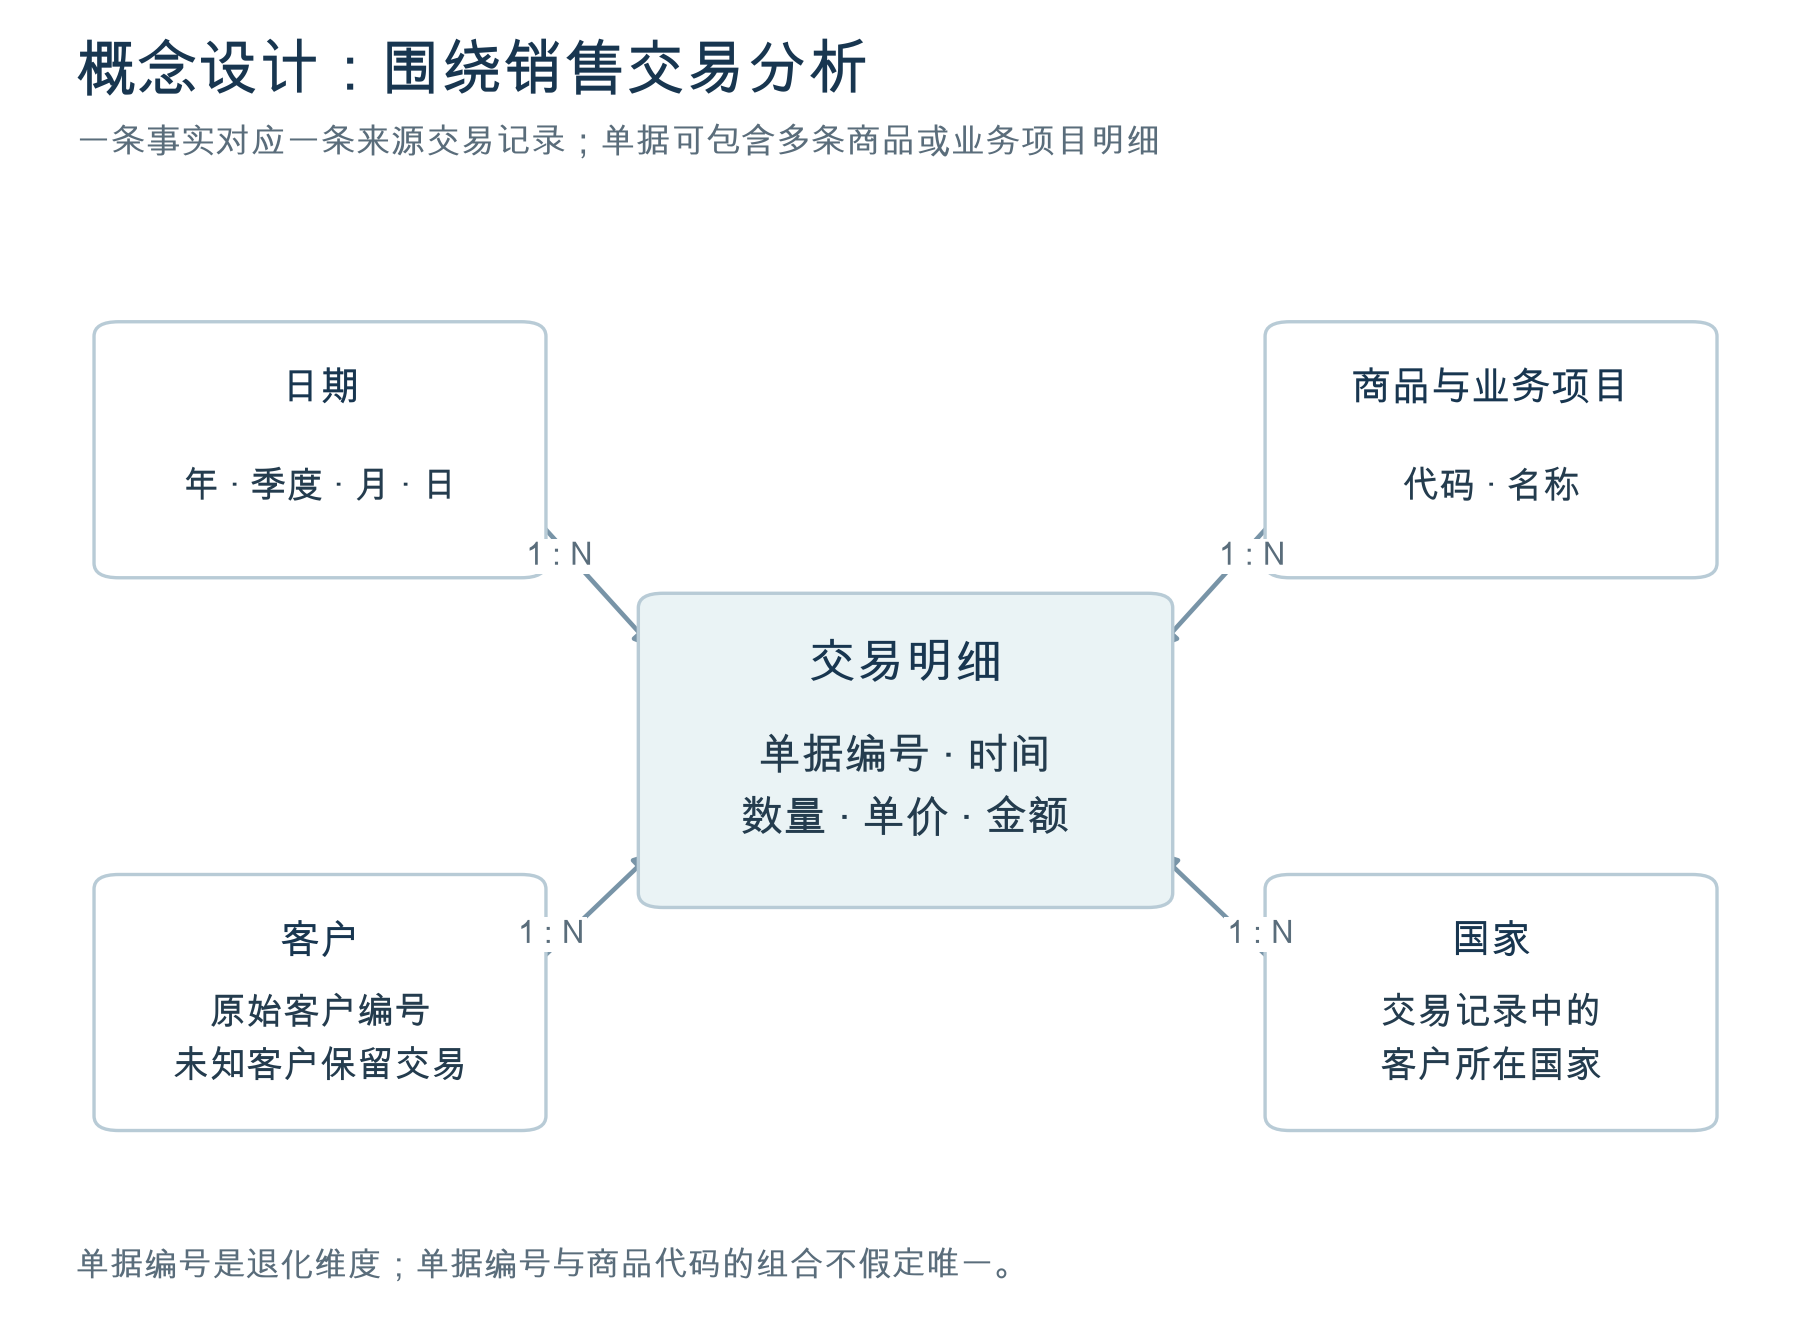 概念设计：围绕销售交易分析
一条事实对应一条来源交易记录；单据可包含多条商品或业务项目明细
日期
年 · 季度 · 月 · 日
1 : N
商品与业务项目
代码 · 名称
1 : N
交易明细
单据编号 · 时间
数量 · 单价 · 金额
客户
原始客户编号
未知客户保留交易
1 : N
国家
交易记录中的
客户所在国家
1 : N
单据编号是退化维度；单据编号与商品代码的组合不假定唯一。